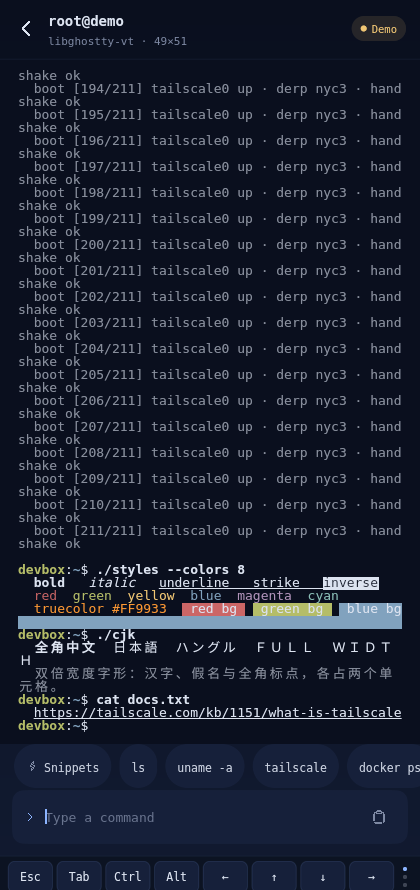 root@demo
libghostty-vt · 49×51
Demo
shake ok
boot [194/211] tailscale0 up · derp nyc3 · hand
shake ok
boot [195/211] tailscale0 up · derp nyc3 · hand
shake ok
boot [196/211] tailscale0 up · derp nyc3 · hand
shake ok
boot [197/211] tailscale0 up · derp nyc3 · hand
shake ok
boot [198/211] tailscale0 up · derp nyc3 · hand
shake ok
boot [199/211] tailscale0 up · derp nyc3 · hand
shake ok
boot [200/211] tailscale0 up · derp nyc3 · hand
shake ok
boot [201/211] tailscale0 up · derp nyc3 · hand
shake ok
boot [202/211] tailscale0 up · derp nyc3 · hand
shake ok
boot [203/211] tailscale0 up · derp nyc3 · hand
shake ok
boot [204/211] tailscale0 up · derp nyc3 · hand
shake ok
boot [205/211] tailscale0 up · derp nyc3 · hand
shake ok
boot [206/211] tailscale0 up · derp nyc3 · hand
shake ok
boot [207/211] tailscale0 up · derp nyc3 · hand
shake ok
boot [208/211] tailscale0 up · derp nyc3 · hand
shake ok
boot [209/211] tailscale0 up · derp nyc3 · hand
shake ok
boot [210/211] tailscale0 up · derp nyc3 · hand
shake ok
boot [211/211] tailscale0 up · derp nyc3 · hand
shake ok
devbox:~$ ./styles --colors 8
bold italic underline strike inverse
red green yellow blue magenta cyan
truecolor #FF9933 red bg green bg blue bg
devbox:~$ ./cjk
全角中文 日本語 ハングル ＦＵＬＬ ＷＩＤＴ
Ｈ
双倍宽度字形：汉字、假名与全角标点，各占两个单
元格。
devbox:~$ cat docs.txt
https://tailscale.com/kb/1151/what-is-tailscale
devbox:~$
Snippets ls uname -a tailscale docker ps
› Type a command
Esc Tab Ctrl Alt ← ↑ ↓ →